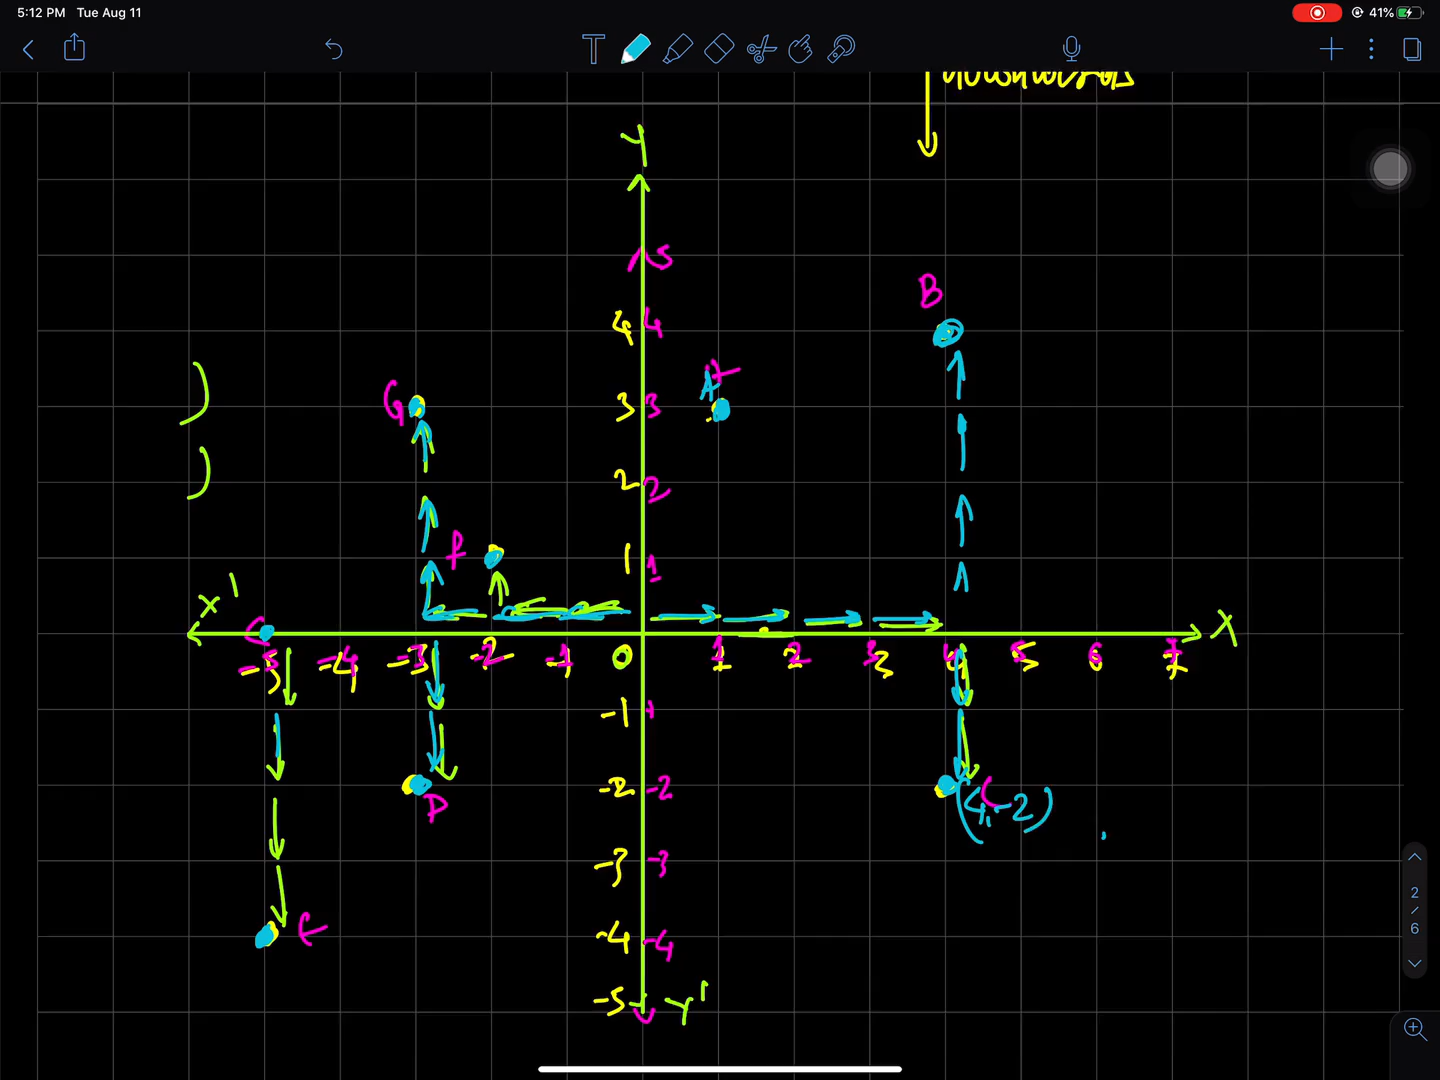 5:12 PM Tue Aug 11
41%
Y
5
B
4 4
G
A
3 3
2 2
F
1 1
X'
X
-5 -4 -3 -2 -1 0 1 2 3 4 5 6 7
-1
-2 -2
D
(4,-2)
-3 -3
2
/
6
E
-4 -4
-5
Y'